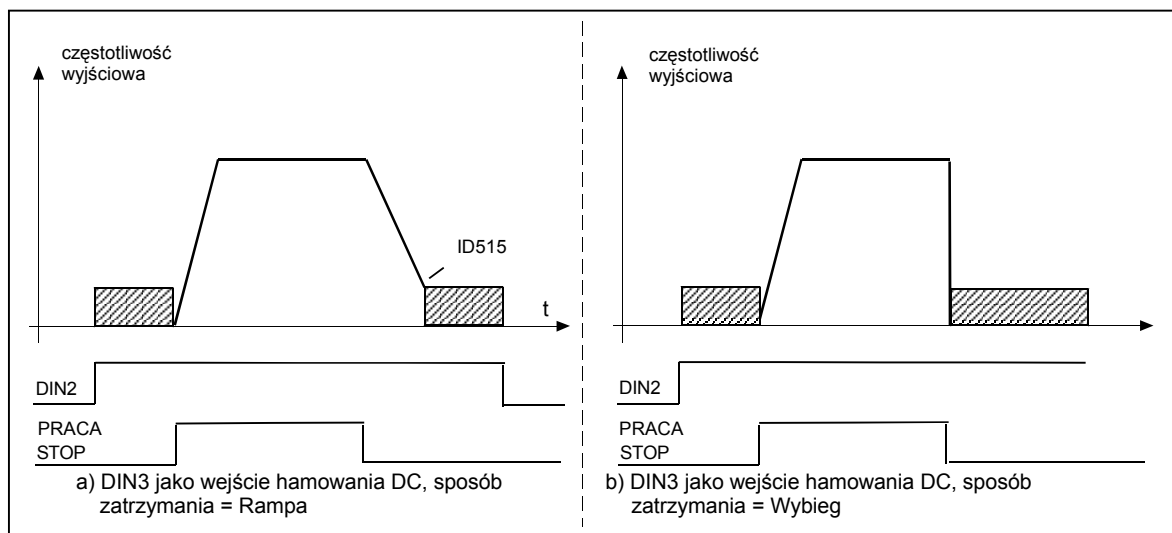 częstotliwość
wyjściowa
ID515
t
DIN2
PRACA
STOP
a) DIN3 jako wejście hamowania DC, sposób
zatrzymania = Rampa
częstotliwość
wyjściowa
DIN2
PRACA
STOP
b) DIN3 jako wejście hamowania DC, sposób
zatrzymania = Wybieg